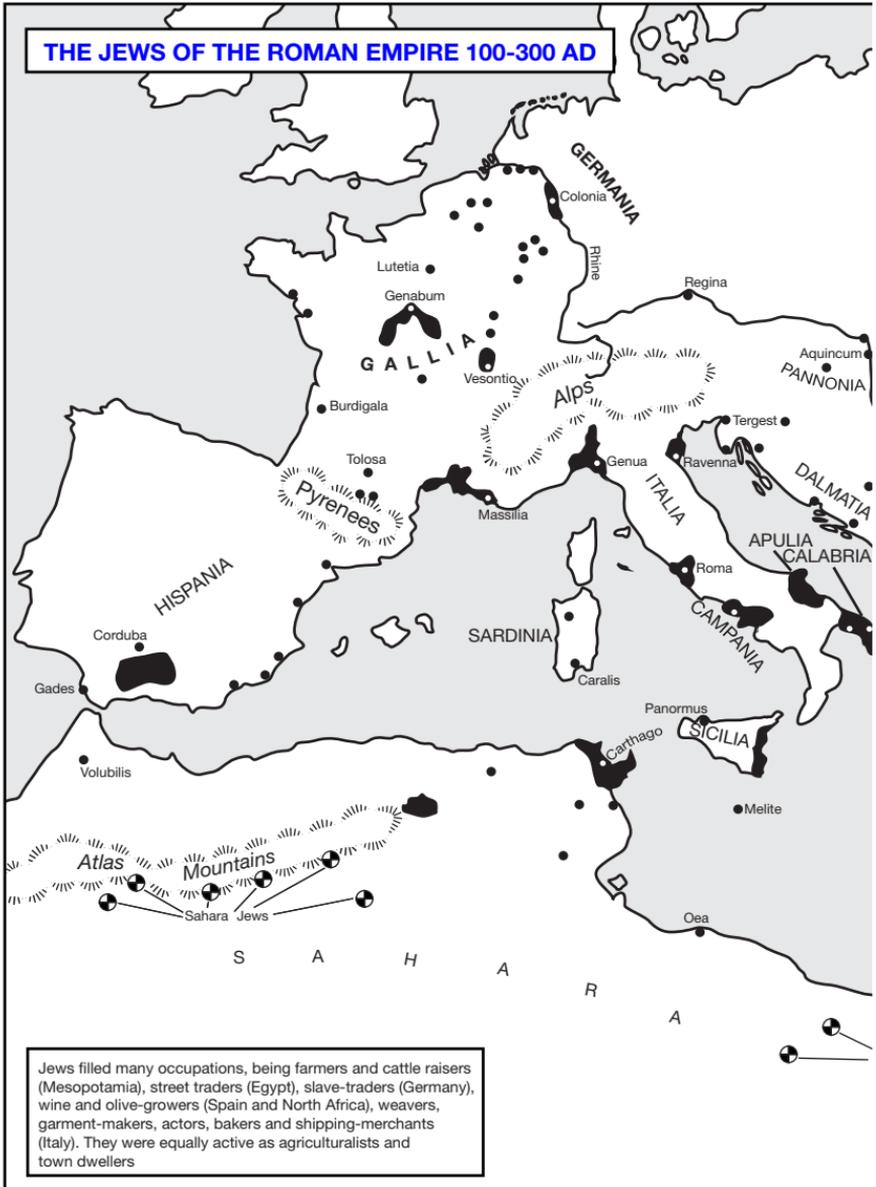 THE JEWS OF THE ROMAN EMPIRE 100-300 AD
GERMANIA
Colonia
Rhine
Lutetia
Genabum
Regina
GALLIA
Vesontio
Aquincum
PANNONIA
Alps
Burdigala
Tergest
Tolosa
Genua
Ravenna
Pyrenees
Massilia
ITALIA
DALMATIA
APULIA
CALABRIA
HISPANIA
Roma
Corduba
SARDINIA
CAMPANIA
Gades
Caralis
Panormus
SICILIA
Carthago
Volubilis
Melite
Atlas Mountains
Sahara Jews
Oea
SAHARA
Jews filled many occupations, being farmers and cattle raisers
(Mesopotamia), street traders (Egypt), slave-traders (Germany),
wine and olive-growers (Spain and North Africa), weavers,
garment-makers, actors, bakers and shipping-merchants
(Italy). They were equally active as agriculturalists and
town dwellers